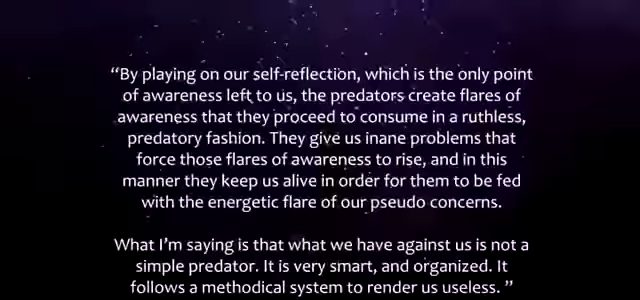 “By playing on our self-reflection, which is the only point
of awareness left to us, the predators create flares of
awareness that they proceed to consume in a ruthless,
predatory fashion. They give us inane problems that
force those flares of awareness to rise, and in this
manner they keep us alive in order for them to be fed
with the energetic flare of our pseudo concerns.
What I’m saying is that what we have against us is not a
simple predator. It is very smart, and organized. It
follows a methodical system to render us useless. ”